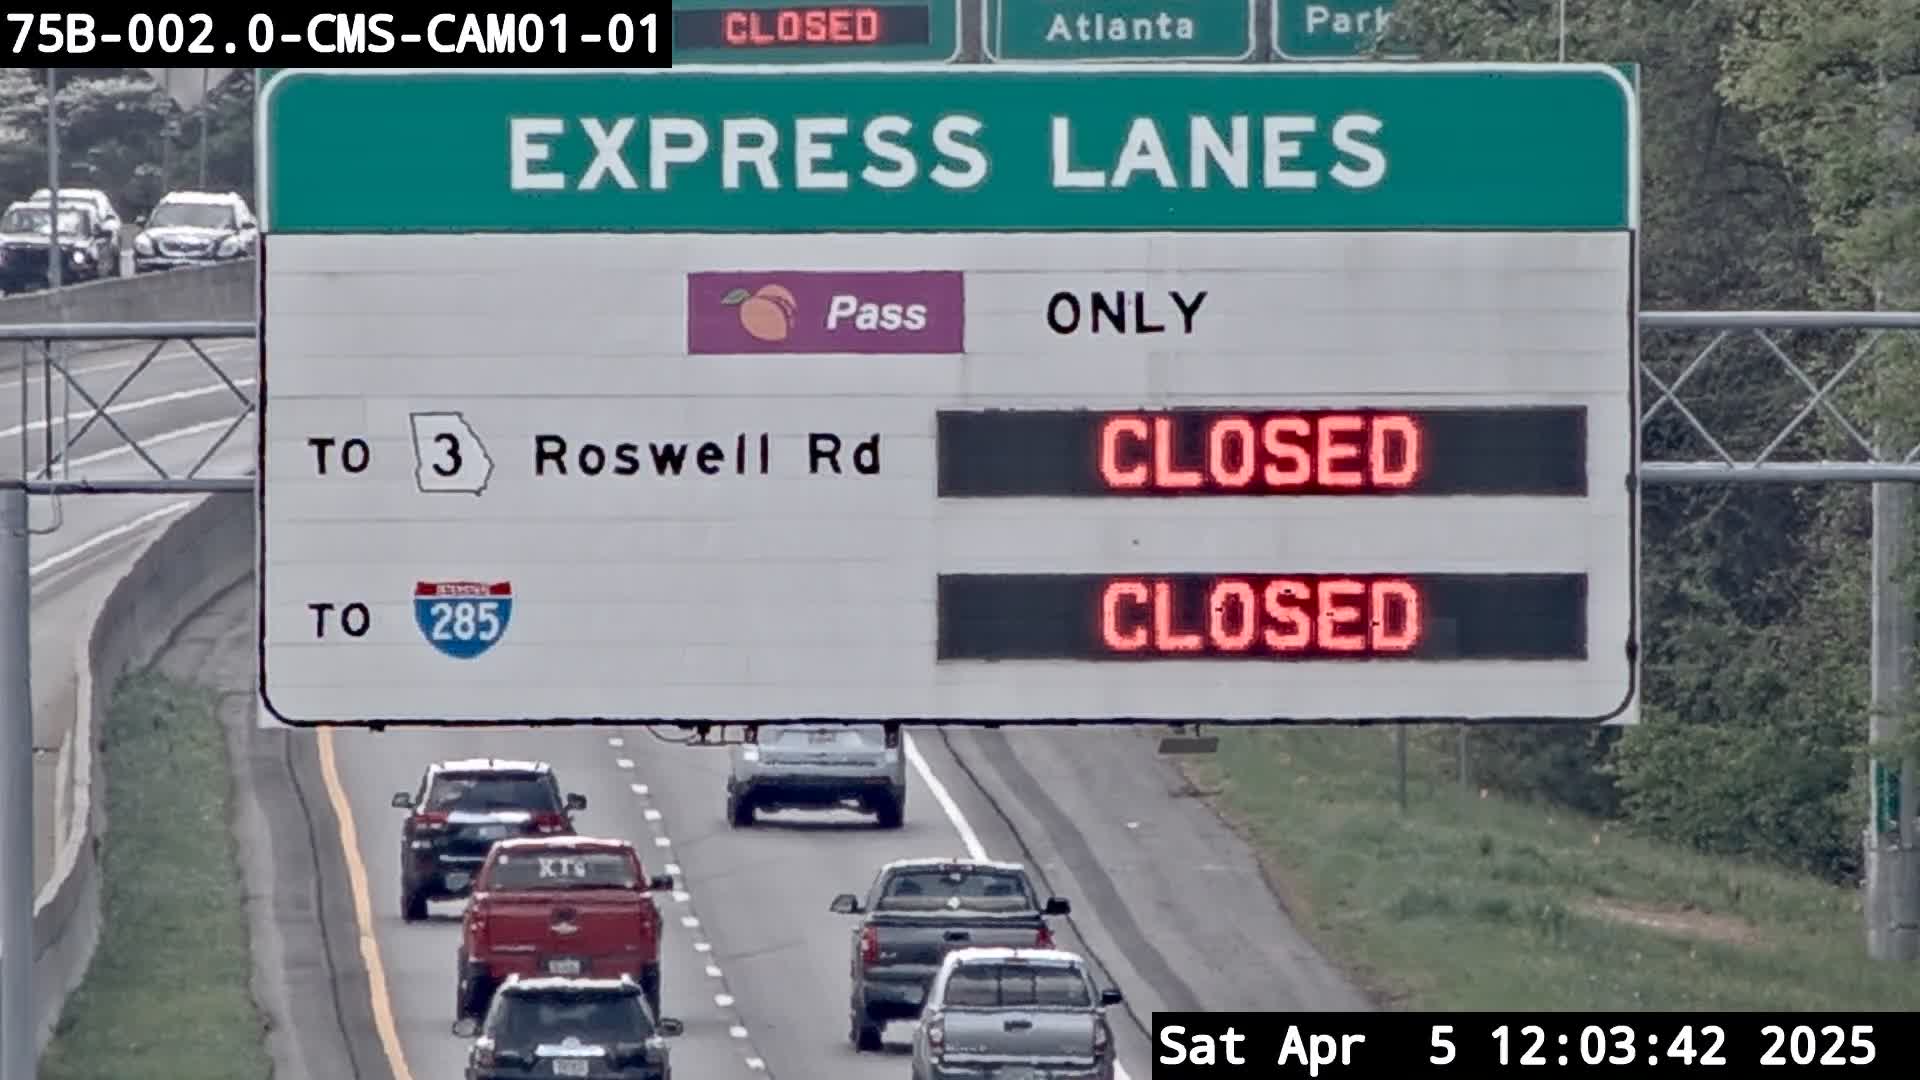 75B-002.0-CMS-CAM01-01
CLOSED
Atlanta
Park
EXPRESS LANES
Pass ONLY
TO 3 Roswell Rd CLOSED
TO 285 CLOSED
Sat Apr 5 12:03:42 2025